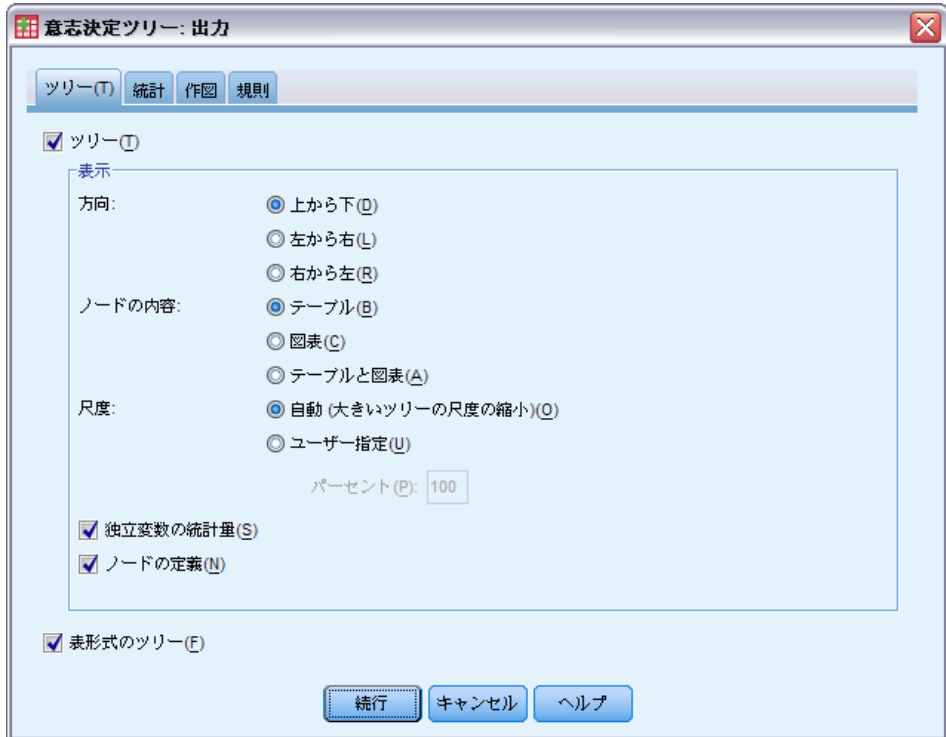 意志決定ツリー: 出力
ツリー(T) 統計 作図 規則
ツリー(T)
表示
方向: 上から下(D)
左から右(L)
右から左(R)
ノードの内容: テーブル(B)
図表(C)
テーブルと図表(A)
尺度: 自動 (大きいツリーの尺度の縮小)(O)
ユーザー指定(U)
パーセント(P): 100
独立変数の統計量(S)
ノードの定義(N)
表形式のツリー(F)
続行 キャンセル ヘルプ